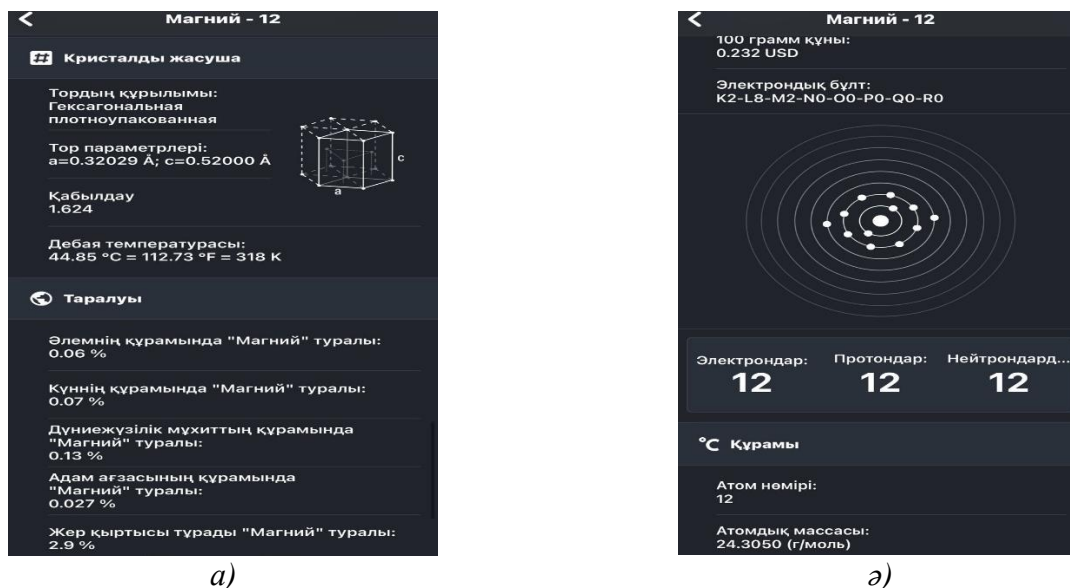 Магний - 12
Кристалды жасуша
Тордың құрылымы:
Гексагональная
плотноупакованная
Тор параметрлері:
a=0.32029 Å; c=0.52000 Å
c
a
Қабылдау
1.624
Дебая температурасы:
44.85 °C = 112.73 °F = 318 K
Таралуы
Әлемнің құрамында "Магний" туралы:
0.06 %
Күннің құрамында "Магний" туралы:
0.07 %
Дүниежүзілік мұхиттың құрамында
"Магний" туралы:
0.13 %
Адам ағзасының құрамында
"Магний" туралы:
0.027 %
Жер қыртысы тұрады "Магний" туралы:
2.9 %
а)
Магний - 12
100 грамм құны:
0.232 USD
Электрондық бұлт:
K2-L8-M2-N0-O0-P0-Q0-R0
Электрондар: Протондар: Нейтрондард...
12 12 12
°C Құрамы
Атом нөмірі:
12
Атомдық массасы:
24.3050 (г/моль)
ә)